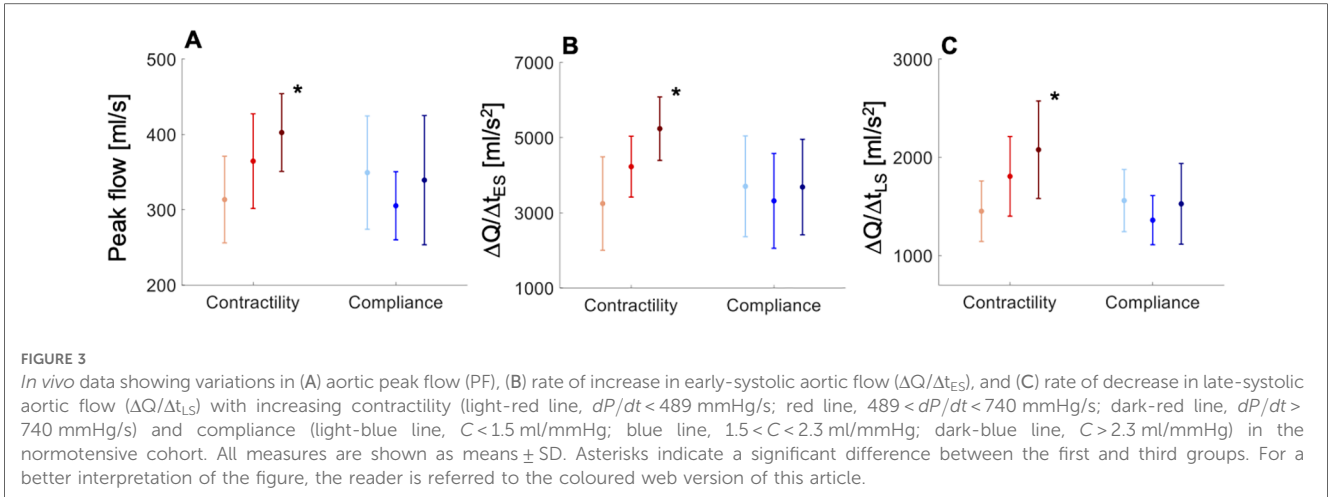 A
Peak flow [ml/s]
500
400
300
200
*
Contractility
Compliance
B
ΔQ/Δt_ES [ml/s²]
7000
5000
3000
1000
*
Contractility
Compliance
C
ΔQ/Δt_LS [ml/s²]
3000
2000
1000
*
Contractility
Compliance
FIGURE 3
In vivo data showing variations in (A) aortic peak flow (PF), (B) rate of increase in early-systolic aortic flow (ΔQ/Δt_ES), and (C) rate of decrease in late-systolic
aortic flow (ΔQ/Δt_LS) with increasing contractility (light-red line, dP/dt < 489 mmHg/s; red line, 489 < dP/dt < 740 mmHg/s; dark-red line, dP/dt >
740 mmHg/s) and compliance (light-blue line, C < 1.5 ml/mmHg; blue line, 1.5 < C < 2.3 ml/mmHg; dark-blue line, C > 2.3 ml/mmHg) in the
normotensive cohort. All measures are shown as means ± SD. Asterisks indicate a significant difference between the first and third groups. For a
better interpretation of the figure, the reader is referred to the coloured web version of this article.